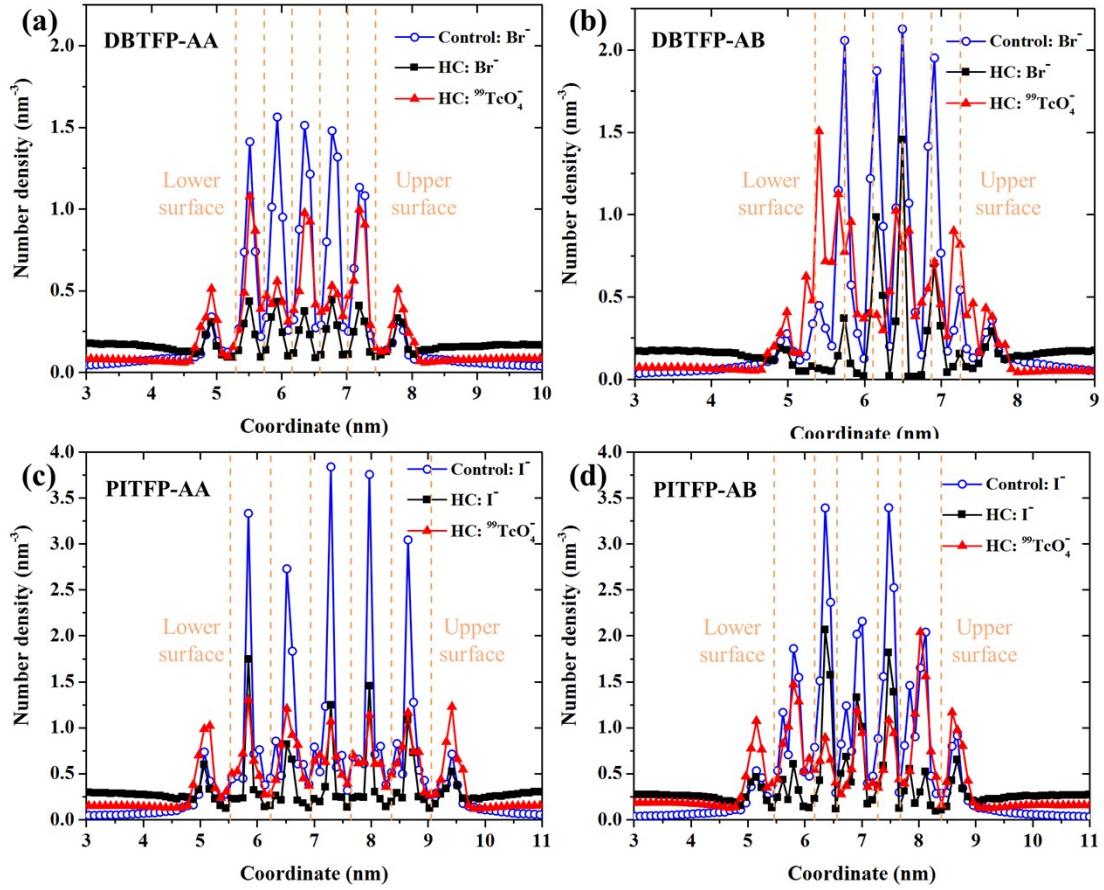 (a)
DBTFP-AA
Control: Br⁻
HC: Br⁻
HC: ⁹⁹TcO₄⁻
Lower surface
Upper surface
Number density (nm⁻³)
2.0
1.5
1.0
0.5
0.0
3 4 5 6 7 8 9 10
Coordinate (nm)
(b)
DBTFP-AB
Control: Br⁻
HC: Br⁻
HC: ⁹⁹TcO₄⁻
Lower surface
Upper surface
Number density (nm⁻³)
2.0
1.5
1.0
0.5
0.0
3 4 5 6 7 8 9
Coordinate (nm)
(c)
PITFP-AA
Control: I⁻
HC: I⁻
HC: ⁹⁹TcO₄⁻
Lower surface
Upper surface
Number density (nm⁻³)
4.0
3.5
3.0
2.5
2.0
1.5
1.0
0.5
0.0
3 4 5 6 7 8 9 10 11
Coordinate (nm)
(d)
PITFP-AB
Control: I⁻
HC: I⁻
HC: ⁹⁹TcO₄⁻
Lower surface
Upper surface
Number density (nm⁻³)
4.0
3.5
3.0
2.5
2.0
1.5
1.0
0.5
0.0
3 4 5 6 7 8 9 10 11
Coordinate (nm)